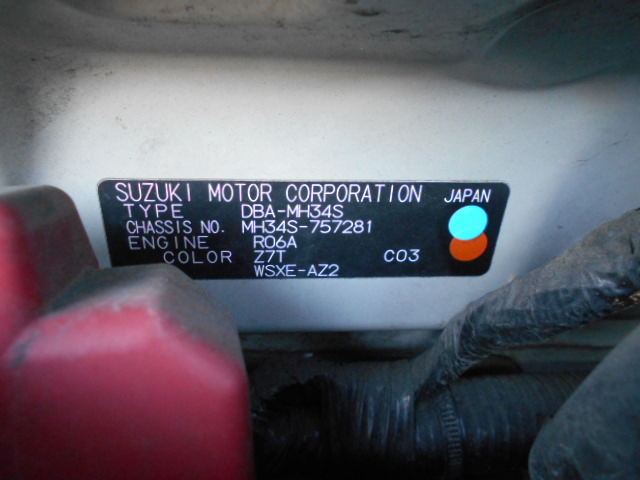 SUZUKI MOTOR CORPORATION JAPAN
TYPE DBA-MH34S
CHASSIS NO. MH34S-757281
ENGINE R06A
COLOR Z7T C03
WSXE-AZ2